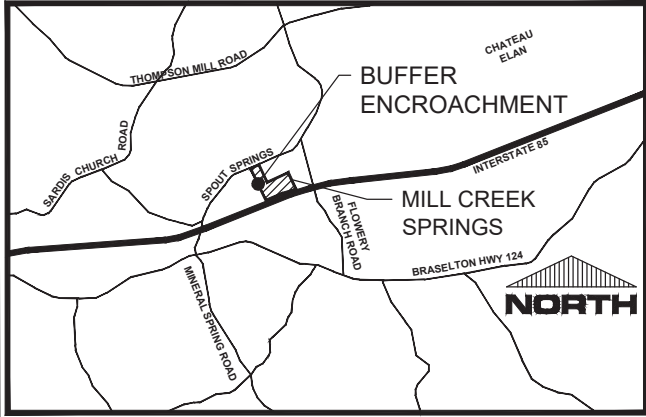 CHATEAU
ELAN
THOMPSON MILL ROAD
BUFFER
ENCROACHMENT
SARDIS CHURCH ROAD
SPOUT SPRINGS
INTERSTATE 85
MILL CREEK
SPRINGS
FLOWERY
BRANCH ROAD
BRASELTON HWY 124
MINERAL SPRING ROAD
NORTH